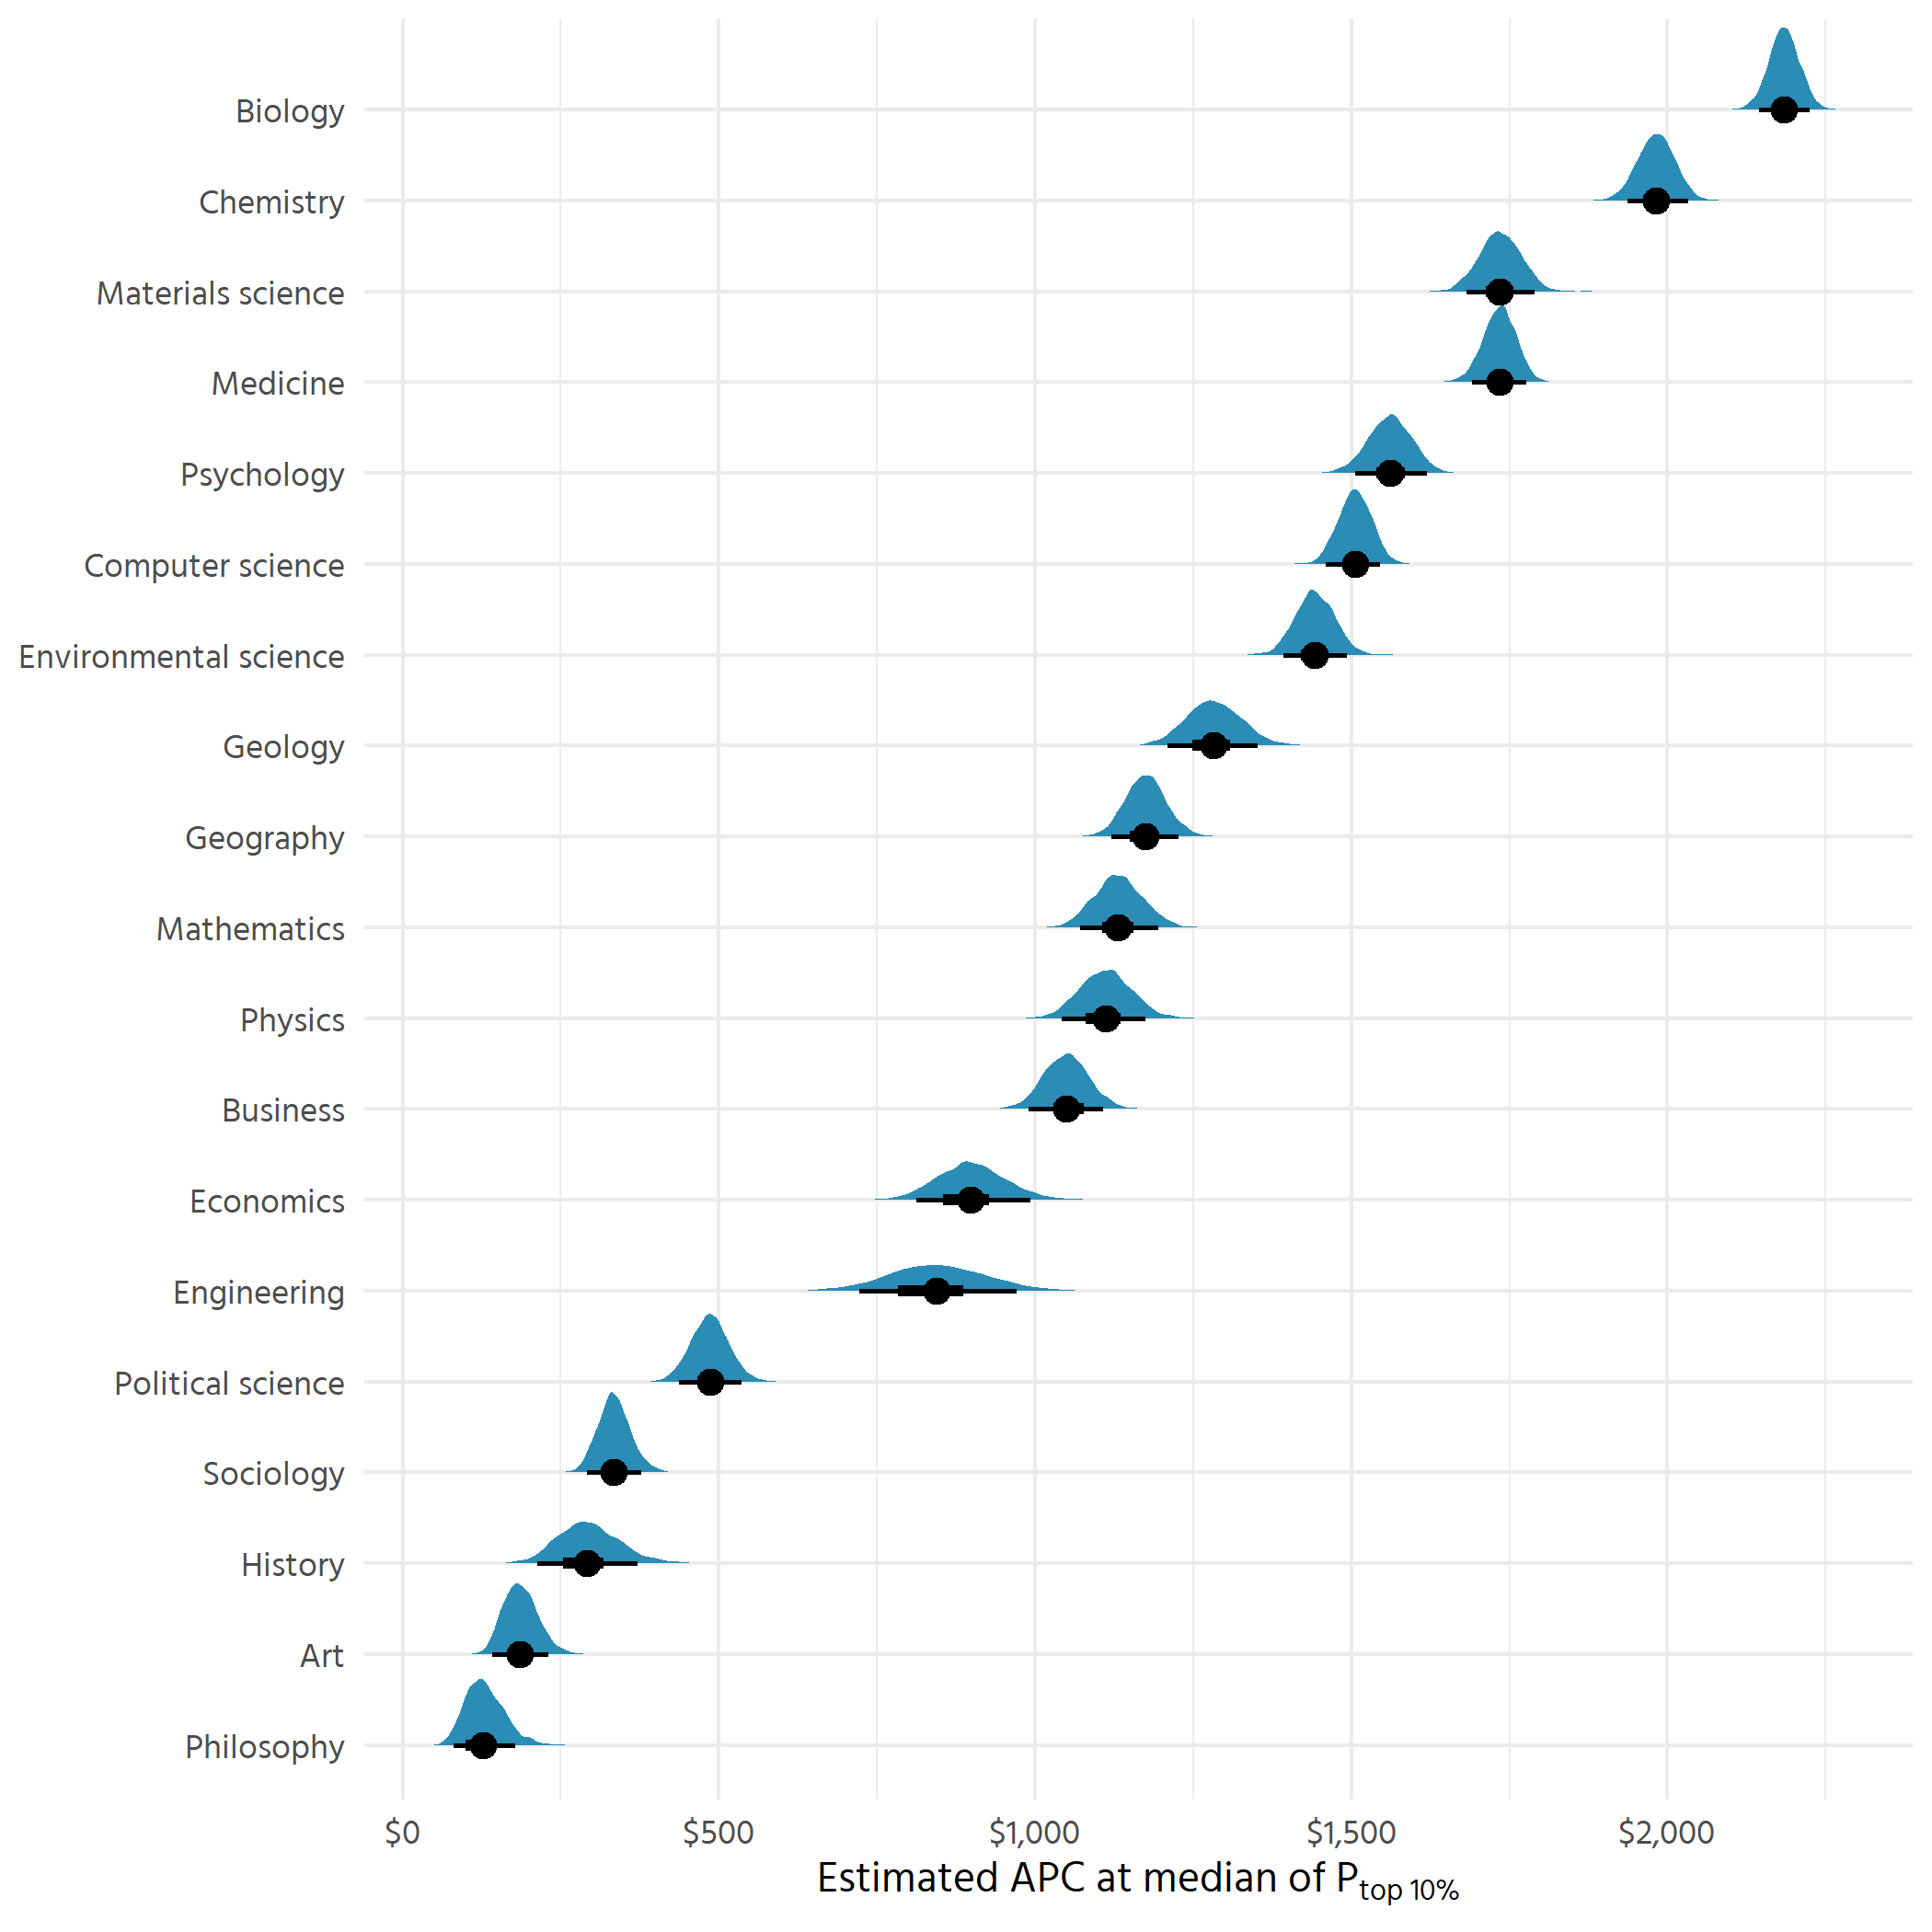 Biology
Chemistry
Materials science
Medicine
Psychology
Computer science
Environmental science
Geology
Geography
Mathematics
Physics
Business
Economics
Engineering
Political science
Sociology
History
Art
Philosophy
$0 $500 $1,000 $1,500 $2,000
Estimated APC at median of P top 10%